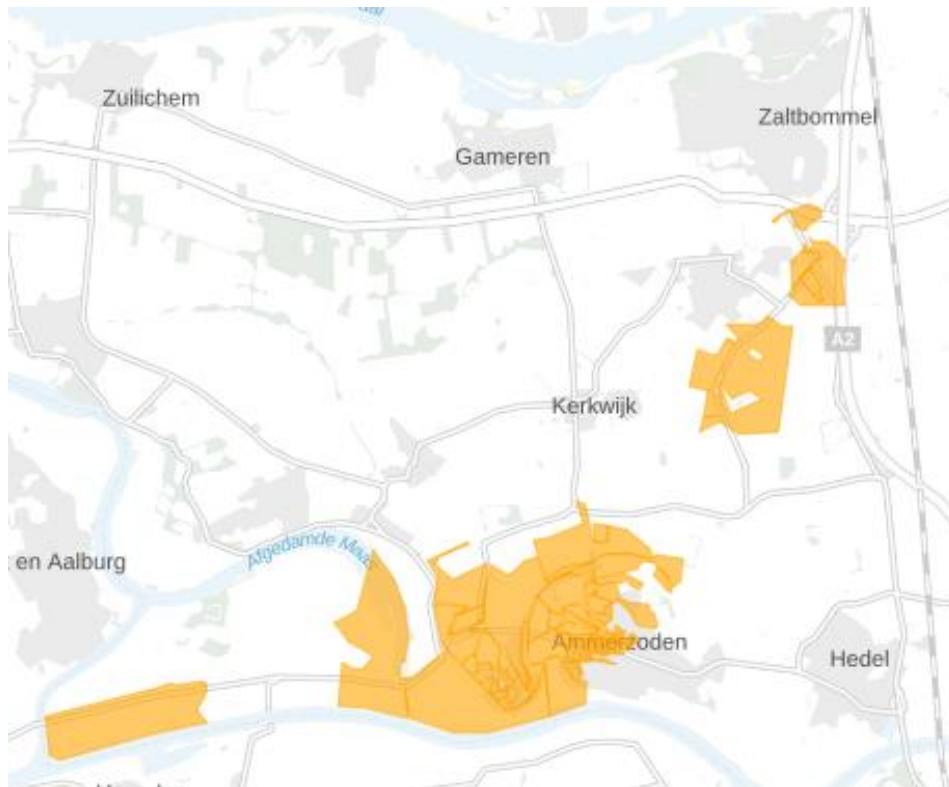 Zuilichem
Zaltbommel
Gameren
A2
Kerkwijk
Afgedamde Maas
en Aalburg
Ammerzoden
Hedel